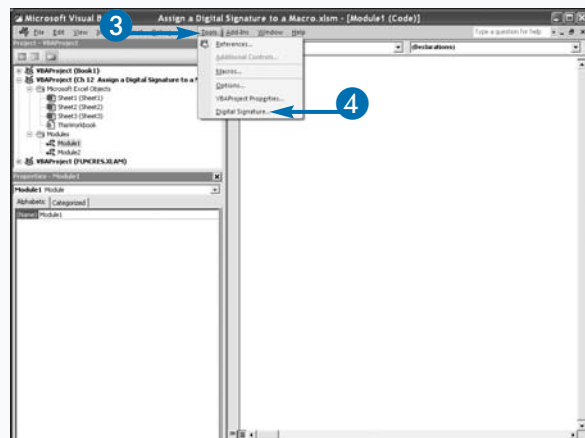 Microsoft Visual B Assign a Digital Signature to a Macro.xlsm - [Module1 (Code)]
3
File Edit View Tools Add-Ins Window Help Type a question for help
Project - VBAProject
References...
(Declarations)
Additional Controls...
VBAProject (Book1)
Macros...
VBAProject (Ch 12 Assign a Digital Signature to a M
Microsoft Excel Objects
Options...
Sheet1 (Sheet1)
Sheet2 (Sheet2)
VBAProject Properties...
Sheet3 (Sheet3)
Digital Signature...
4
ThisWorkbook
Modules
Module1
Module2
VBAProject (FUNCRES.XLAM)
Properties - Module1
Module1 Module
Alphabetic Categorized
(Name) Module1